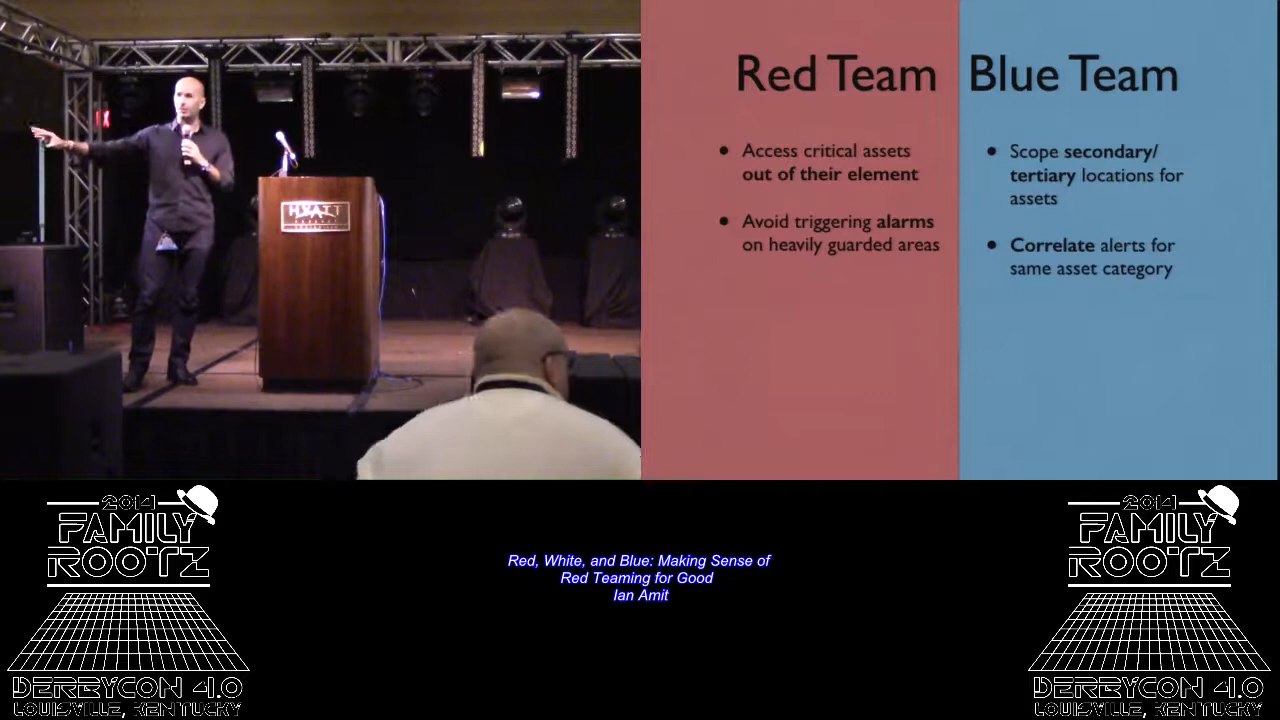 Red Team
Blue Team
• Access critical assets
out of their element
• Avoid triggering alarms
on heavily guarded areas
• Scope secondary/
tertiary locations for
assets
• Correlate alerts for
same asset category
HYATT
2014
FAMILY
ROOTZ
DERBYCON 4.0
LOUISVILLE, KENTUCKY
Red, White, and Blue: Making Sense of
Red Teaming for Good
Ian Amit
2014
FAMILY
ROOTZ
DERBYCON 4.0
LOUISVILLE, KENTUCKY